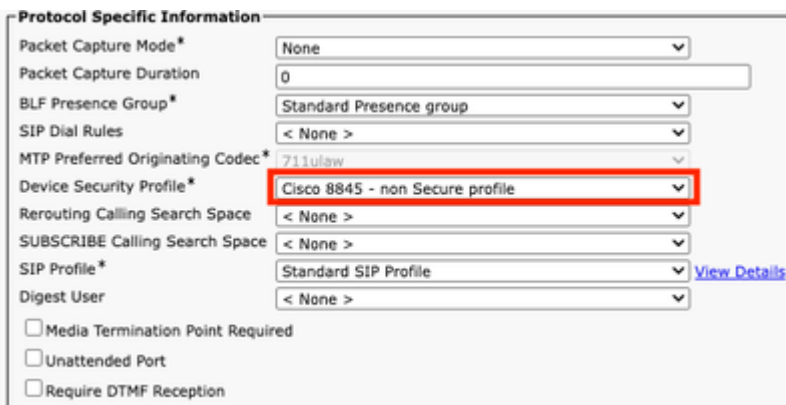 Protocol Specific Information
Packet Capture Mode* None
Packet Capture Duration 0
BLF Presence Group* Standard Presence group
SIP Dial Rules < None >
MTP Preferred Originating Codec* 711ulaw
Device Security Profile* Cisco 8845 - non Secure profile
Rerouting Calling Search Space < None >
SUBSCRIBE Calling Search Space < None >
SIP Profile* Standard SIP Profile View Details
Digest User < None >
Media Termination Point Required
Unattended Port
Require DTMF Reception